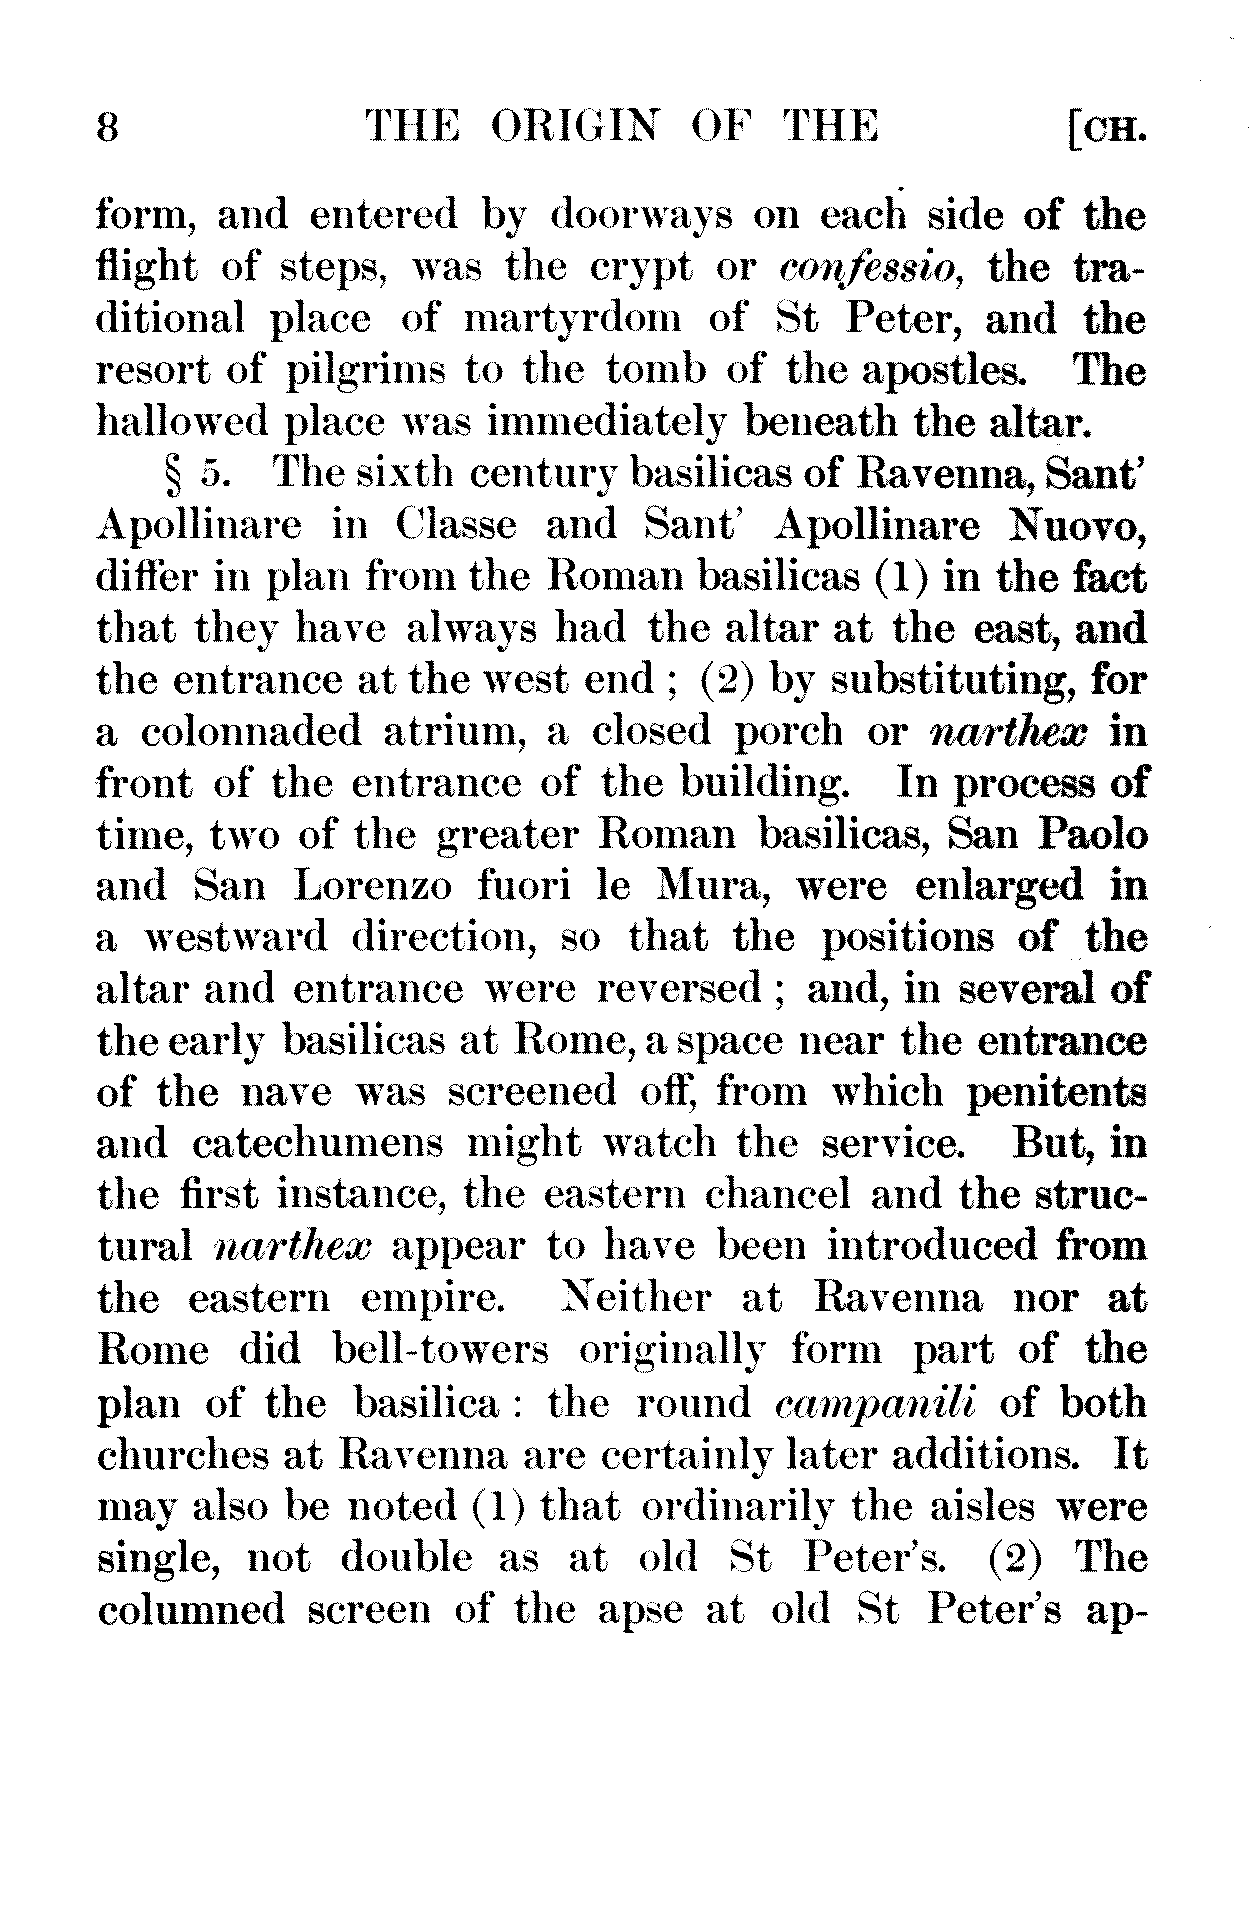 8 THE ORIGIN OF THE [CH.
form, and entered by doorways on each side of the
flight of steps, was the crypt or confessio, the tra-
ditional place of martyrdom of St Peter, and the
resort of pilgrims to the tomb of the apostles. The
hallowed place was immediately beneath the altar.
§ 5. The sixth century basilicas of Ravenna, Sant'
Apollinare in Classe and Sant' Apollinare Nuovo,
differ in plan from the Roman basilicas (1) in the fact
that they have always had the altar at the east, and
the entrance at the west end ; (2) by substituting, for
a colonnaded atrium, a closed porch or narthex in
front of the entrance of the building. In process of
time, two of the greater Roman basilicas, San Paolo
and San Lorenzo fuori le Mura, were enlarged in
a westward direction, so that the positions of the
altar and entrance were reversed ; and, in several of
the early basilicas at Rome, a space near the entrance
of the nave was screened off, from which penitents
and catechumens might watch the service. But, in
the first instance, the eastern chancel and the struc-
tural narthex appear to have been introduced from
the eastern empire. Neither at Ravenna nor at
Rome did bell-towers originally form part of the
plan of the basilica : the round campanili of both
churches at Ravenna are certainly later additions. It
may also be noted (1) that ordinarily the aisles were
single, not double as at old St Peter's. (2) The
columned screen of the apse at old St Peter's ap-